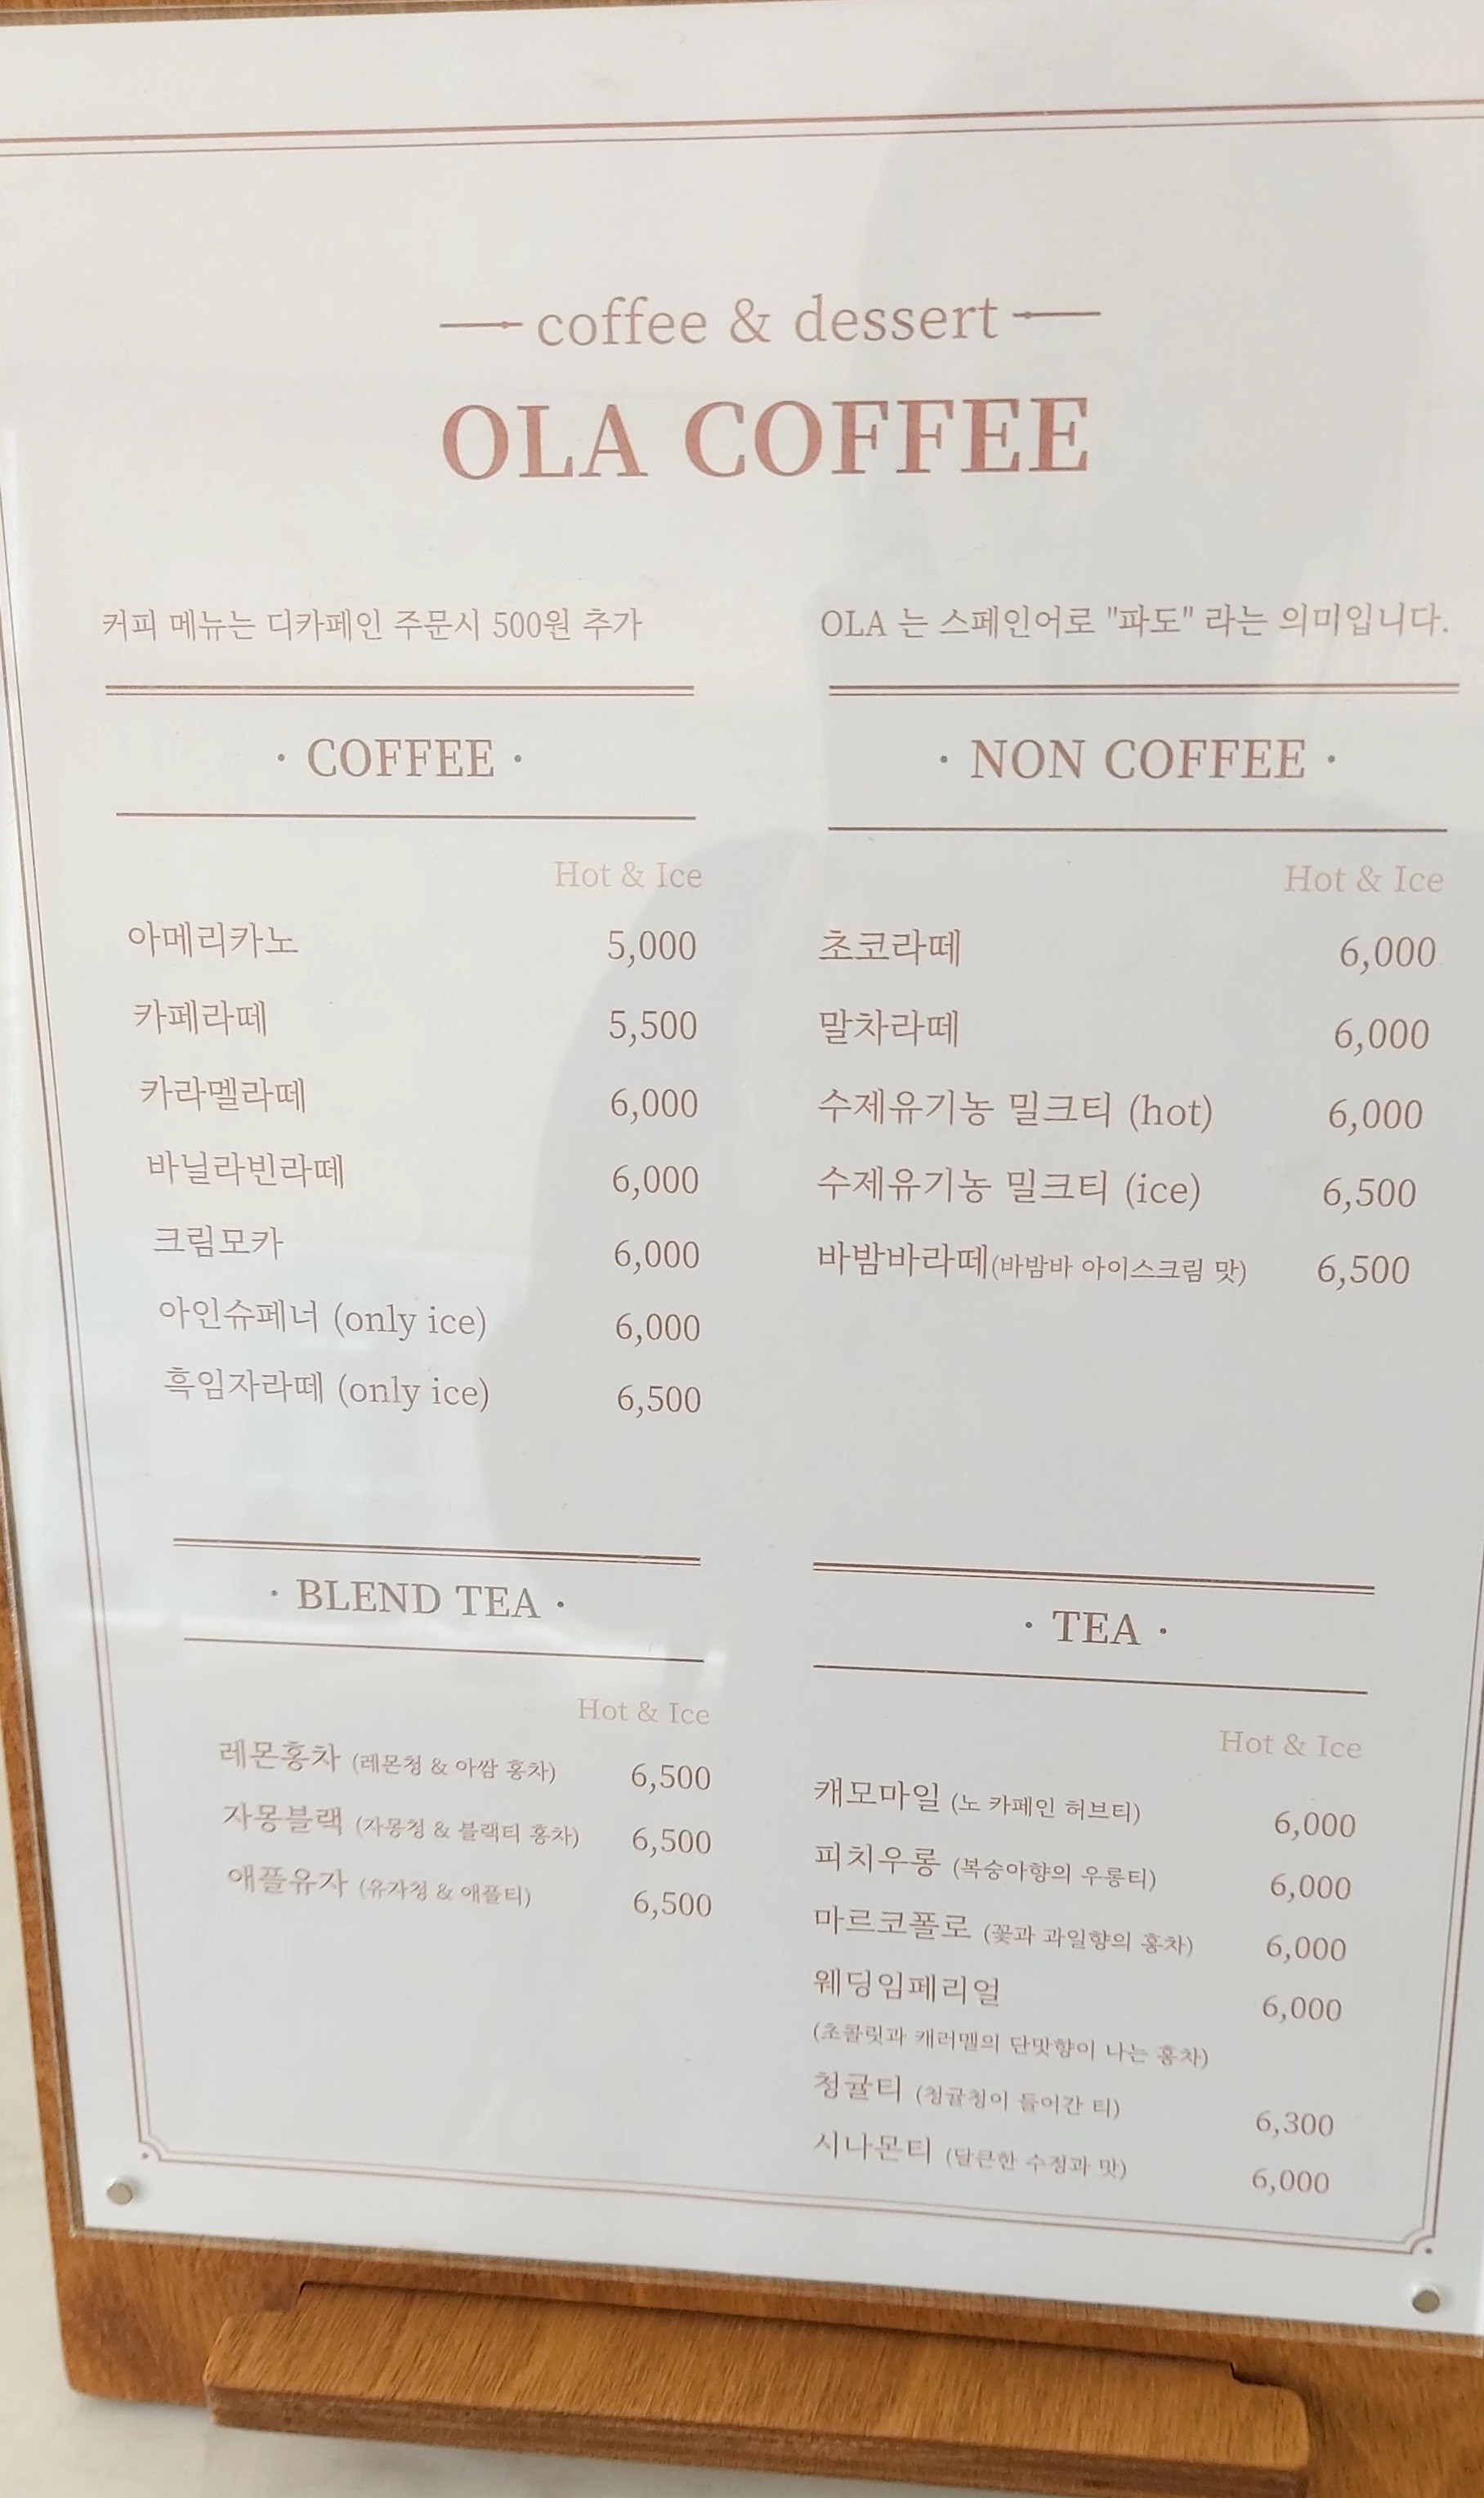 coffee & dessert
OLA COFFEE
커피 메뉴는 디카페인 주문시 500원 추가
OLA 는 스페인어로 "파도" 라는 의미입니다.
· COFFEE ·
Hot & Ice
아메리카노 5,000
카페라떼 5,500
카라멜라떼 6,000
바닐라빈라떼 6,000
크림모카 6,000
아인슈페너 (only ice) 6,000
흑임자라떼 (only ice) 6,500
· NON COFFEE ·
Hot & Ice
초코라떼 6,000
말차라떼 6,000
수제유기농 밀크티 (hot) 6,000
수제유기농 밀크티 (ice) 6,500
바밤바라떼(바밤바 아이스크림 맛) 6,500
· BLEND TEA ·
Hot & Ice
레몬홍차 (레몬청 & 아쌈 홍차) 6,500
자몽블랙 (자몽청 & 블랙티 홍차) 6,500
애플유자 (유자청 & 애플티) 6,500
· TEA ·
Hot & Ice
캐모마일 (노 카페인 허브티) 6,000
피치우롱 (복숭아향의 우롱티) 6,000
마르코폴로 (꽃과 과일향의 홍차) 6,000
웨딩임페리얼 6,000
(초콜릿과 캐러멜의 단맛향이 나는 홍차)
청귤티 (청귤칭이 들어간 티) 6,300
시나몬티 (달큰한 수정과 맛) 6,000